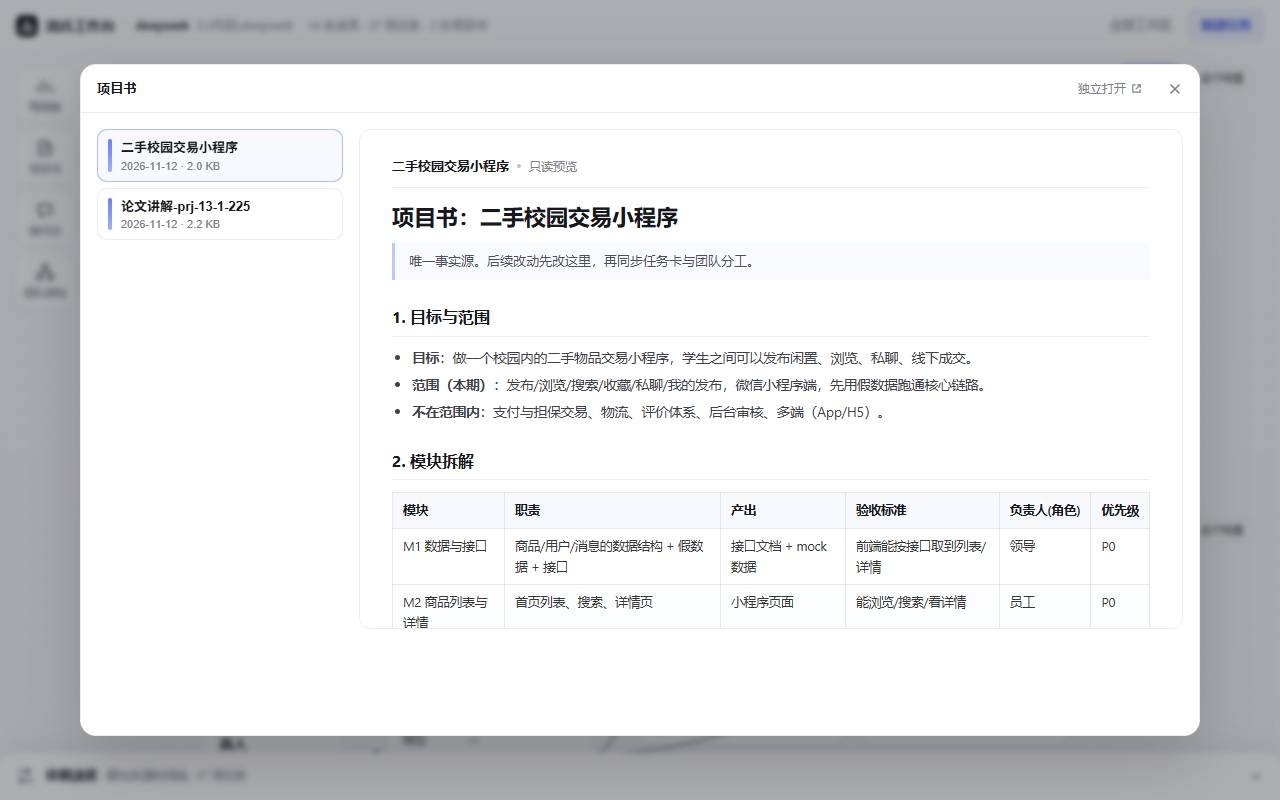 项目书
独立打开
二手校园交易小程序
2026-11-12 · 2.0 KB
论文讲解-prj-13-1-225
2026-11-12 · 2.2 KB
二手校园交易小程序 • 只读预览
项目书：二手校园交易小程序
唯一事实源。后续改动先改这里，再同步任务卡与团队分工。
1. 目标与范围
• 目标：做一个校园内的二手物品交易小程序，学生之间可以发布闲置、浏览、私聊、线下成交。
• 范围（本期）：发布/浏览/搜索/收藏/私聊/我的发布，微信小程序端，先用假数据跑通核心链路。
• 不在范围内：支付与担保交易、物流、评价体系、后台审核、多端（App/H5）。
2. 模块拆解
模块 职责 产出 验收标准 负责人(角色) 优先级
M1 数据与接口 商品/用户/消息的数据结构 + 假数 接口文档 + mock 前端能按接口取到列表/ 领导 P0
据 + 接口 数据 详情
M2 商品列表与 首页列表、搜索、详情页 小程序页面 能浏览/搜索/看详情 员工 P0
详情